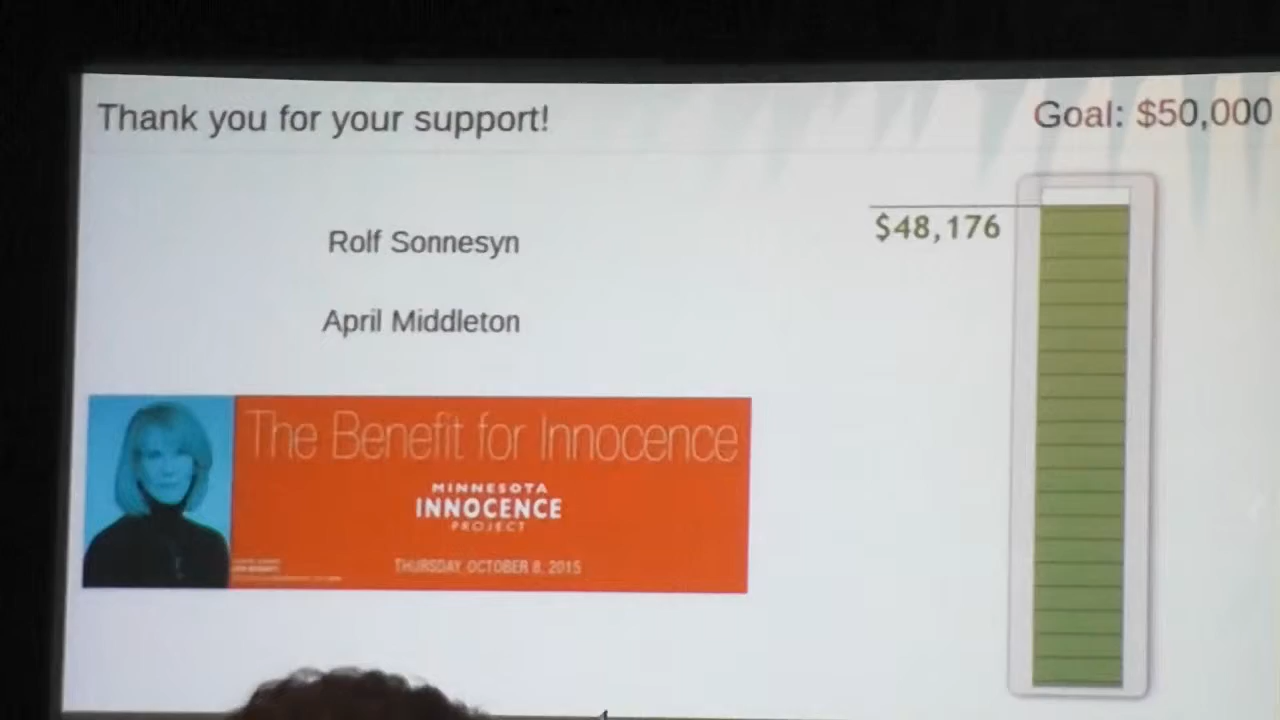 Thank you for your support!
Goal: $50,000
Rolf Sonnesyn
$48,176
April Middleton
The Benefit for Innocence
MINNESOTA
INNOCENCE
PROJECT
THURSDAY, OCTOBER 8, 2015